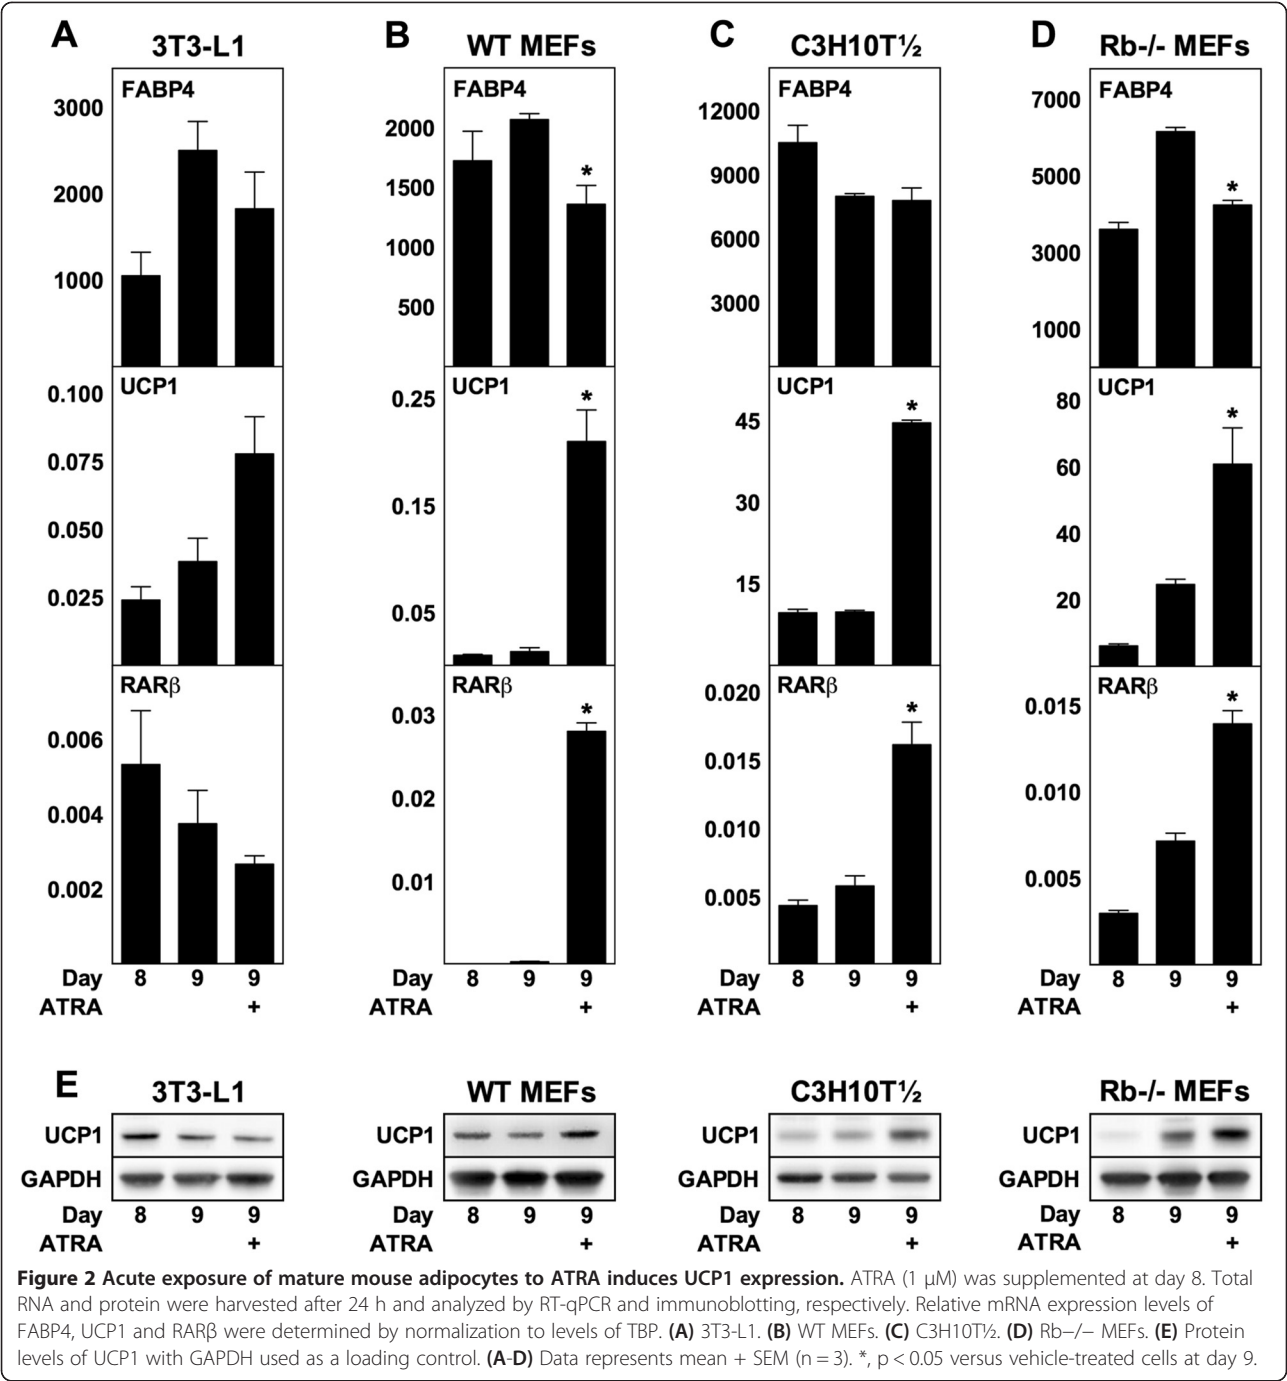 A
3T3-L1
FABP4
3000
2000
1000
UCP1
0.100
0.075
0.050
0.025
RARβ
0.006
0.004
0.002
Day 8 9 9
ATRA +
B
WT MEFs
FABP4
2000
1500
1000
500
*
UCP1
0.25
0.15
0.05
*
RARβ
0.03
0.02
0.01
*
Day 8 9 9
ATRA +
C
C3H10T½
FABP4
12000
9000
6000
3000
UCP1
45
30
15
*
RARβ
0.020
0.015
0.010
0.005
*
Day 8 9 9
ATRA +
D
Rb-/- MEFs
FABP4
7000
5000
3000
1000
*
UCP1
80
60
40
20
*
RARβ
0.015
0.010
0.005
*
Day 8 9 9
ATRA +
E
3T3-L1
UCP1
GAPDH
Day 8 9 9
ATRA +
WT MEFs
UCP1
GAPDH
Day 8 9 9
ATRA +
C3H10T½
UCP1
GAPDH
Day 8 9 9
ATRA +
Rb-/- MEFs
UCP1
GAPDH
Day 8 9 9
ATRA +
Figure 2 Acute exposure of mature mouse adipocytes to ATRA induces UCP1 expression. ATRA (1 μM) was supplemented at day 8. Total
RNA and protein were harvested after 24 h and analyzed by RT-qPCR and immunoblotting, respectively. Relative mRNA expression levels of
FABP4, UCP1 and RARβ were determined by normalization to levels of TBP. (A) 3T3-L1. (B) WT MEFs. (C) C3H10T½. (D) Rb−/− MEFs. (E) Protein
levels of UCP1 with GAPDH used as a loading control. (A-D) Data represents mean + SEM (n = 3). *, p < 0.05 versus vehicle-treated cells at day 9.